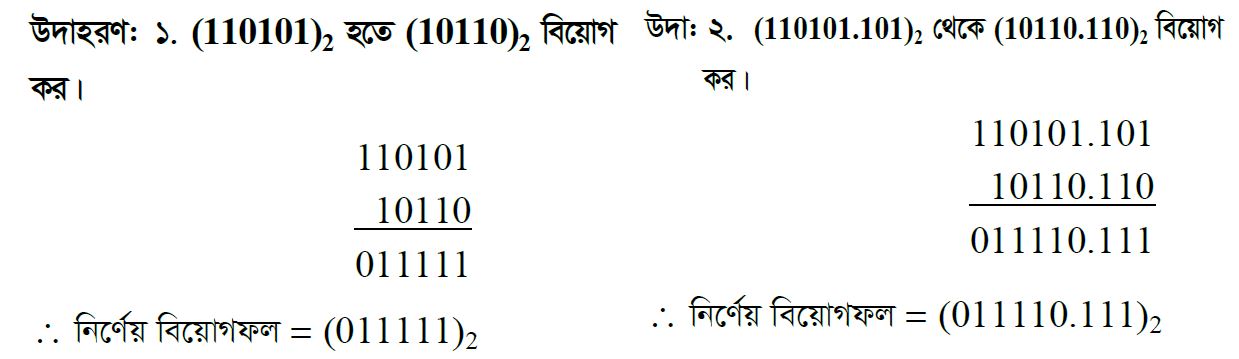 উদাহরণঃ ১. (110101)₂ হতে (10110)₂ বিয়োগ
কর।
110101
10110
011111
∴ নির্ণেয় বিয়োগফল = (011111)₂
উদাঃ ২. (110101.101)₂ থেকে (10110.110)₂ বিয়োগ
কর।
110101.101
10110.110
011110.111
∴ নির্ণেয় বিয়োগফল = (011110.111)₂